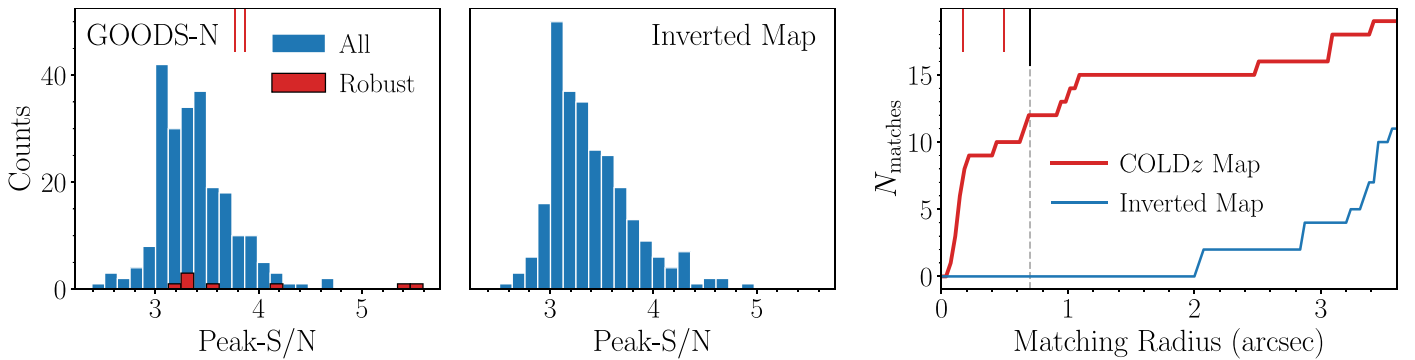 GOODS-N
All
Robust
Counts
0
20
40
3
4
5
Peak-S/N
Inverted Map
3
4
5
Peak-S/N
N_matches
0
5
10
15
COLDz Map
Inverted Map
0
1
2
3
Matching Radius (arcsec)